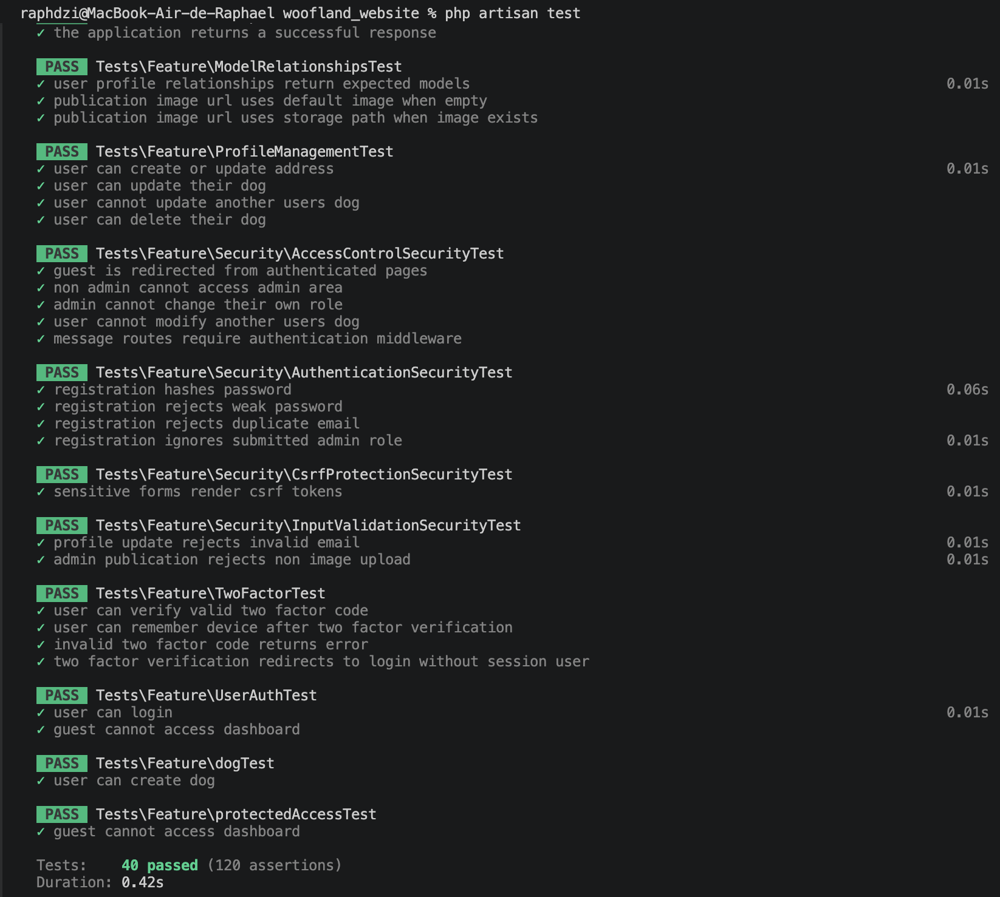 raphdzi@MacBook-Air-de-Raphael woofland_website % php artisan test
✓ the application returns a successful response
PASS Tests\Feature\ModelRelationshipsTest
✓ user profile relationships return expected models 0.01s
✓ publication image url uses default image when empty
✓ publication image url uses storage path when image exists
PASS Tests\Feature\ProfileManagementTest
✓ user can create or update address 0.01s
✓ user can update their dog
✓ user cannot update another users dog
✓ user can delete their dog
PASS Tests\Feature\Security\AccessControlSecurityTest
✓ guest is redirected from authenticated pages
✓ non admin cannot access admin area
✓ admin cannot change their own role
✓ user cannot modify another users dog
✓ message routes require authentication middleware
PASS Tests\Feature\Security\AuthenticationSecurityTest
✓ registration hashes password 0.06s
✓ registration rejects weak password
✓ registration rejects duplicate email
✓ registration ignores submitted admin role 0.01s
PASS Tests\Feature\Security\CsrfProtectionSecurityTest
✓ sensitive forms render csrf tokens 0.01s
PASS Tests\Feature\Security\InputValidationSecurityTest
✓ profile update rejects invalid email 0.01s
✓ admin publication rejects non image upload 0.01s
PASS Tests\Feature\TwoFactorTest
✓ user can verify valid two factor code
✓ user can remember device after two factor verification
✓ invalid two factor code returns error
✓ two factor verification redirects to login without session user
PASS Tests\Feature\UserAuthTest
✓ user can login 0.01s
✓ guest cannot access dashboard
PASS Tests\Feature\dogTest
✓ user can create dog
PASS Tests\Feature\protectedAccessTest
✓ guest cannot access dashboard
Tests: 40 passed (120 assertions)
Duration: 0.42s